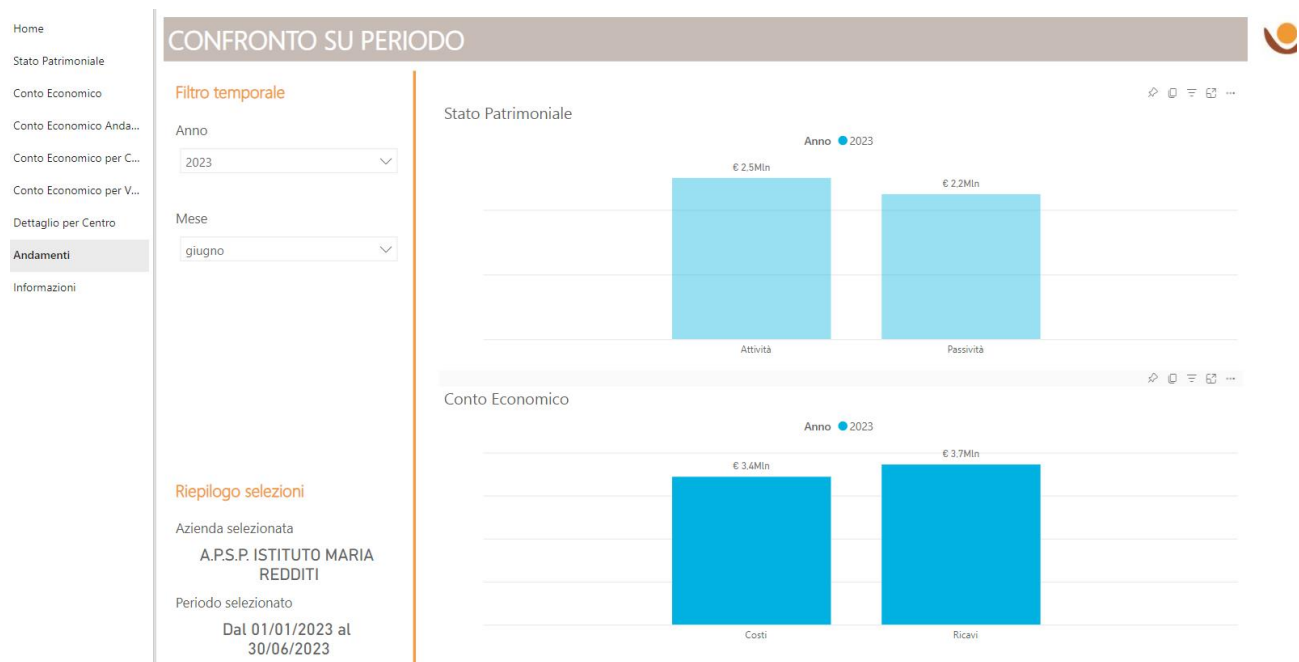 Home
Stato Patrimoniale
Conto Economico
Conto Economico Anda...
Conto Economico per C...
Conto Economico per V...
Dettaglio per Centro
Andamenti
Informazioni
CONFRONTO SU PERIODO
Filtro temporale
Anno
2023
Mese
giugno
Riepilogo selezioni
Azienda selezionata
A.P.S.P. ISTITUTO MARIA
REDDITI
Periodo selezionato
Dal 01/01/2023 al
30/06/2023
Stato Patrimoniale
Anno 2023
€ 2,5Mln
€ 2,2Mln
Attività
Passività
Conto Economico
Anno 2023
€ 3,4Mln
€ 3,7Mln
Costi
Ricavi